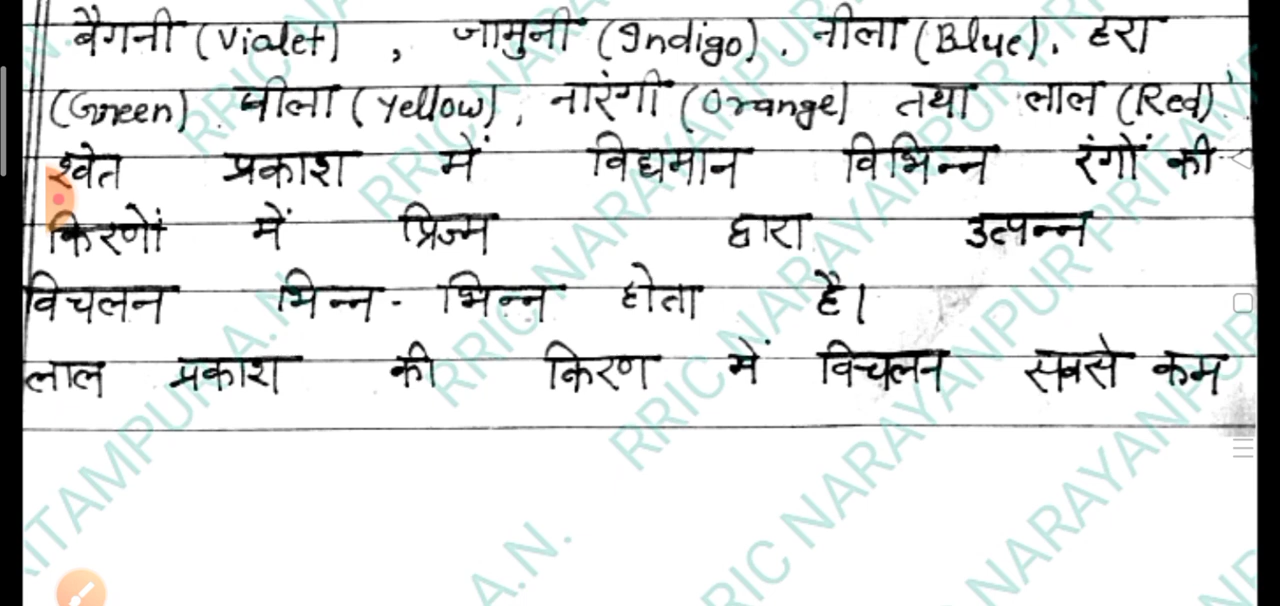 बैगनी (Violet) , जामुनी (Indigo) , नीला (Blue), हरा
(Green) पीला (Yellow) , नारंगी (Orange) तथा लाल (Red)
श्वेत प्रकाश में विद्यमान विभिन्न रंगों की
किरणों में प्रिज्म द्वारा उत्पन्न
विचलन भिन्न - भिन्न होता है।
लाल प्रकाश की किरण में विचलन सबसे कम